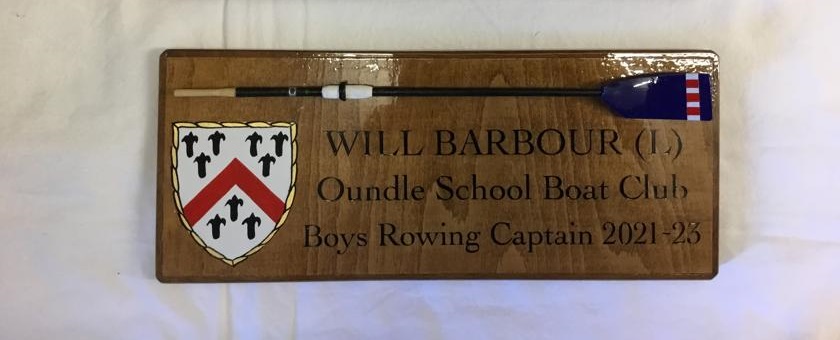 WILL BARBOUR (L)
Oundle School Boat Club
Boys Rowing Captain 2021-23